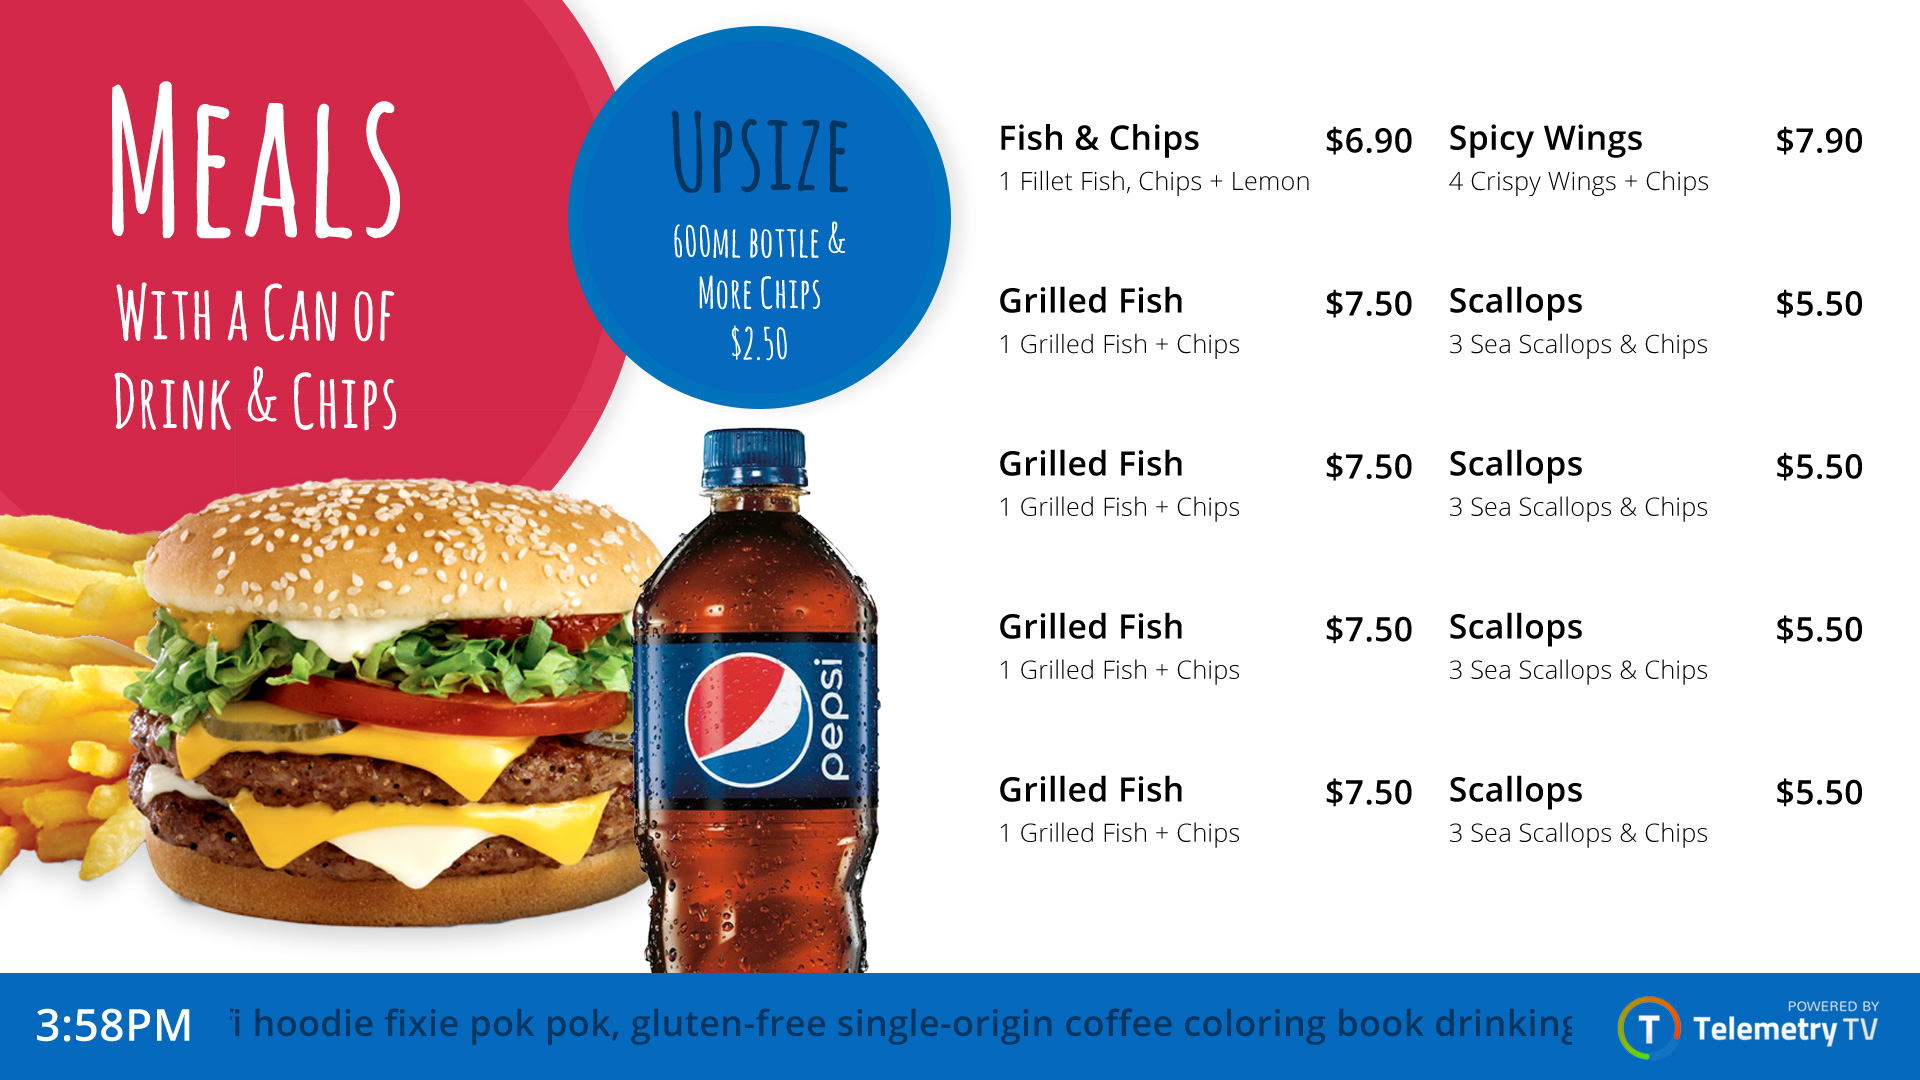 MEALS
WITH A CAN OF
DRINK & CHIPS
UPSIZE
600ML BOTTLE &
MORE CHIPS
$2.50
pepsi
Fish & Chips $6.90
1 Fillet Fish, Chips + Lemon
Grilled Fish $7.50
1 Grilled Fish + Chips
Grilled Fish $7.50
1 Grilled Fish + Chips
Grilled Fish $7.50
1 Grilled Fish + Chips
Grilled Fish $7.50
1 Grilled Fish + Chips
Spicy Wings $7.90
4 Crispy Wings + Chips
Scallops $5.50
3 Sea Scallops & Chips
Scallops $5.50
3 Sea Scallops & Chips
Scallops $5.50
3 Sea Scallops & Chips
Scallops $5.50
3 Sea Scallops & Chips
3:58PM
hoodie fixie pok pok, gluten-free single-origin coffee coloring book drinking
POWERED BY
T TelemetryTV